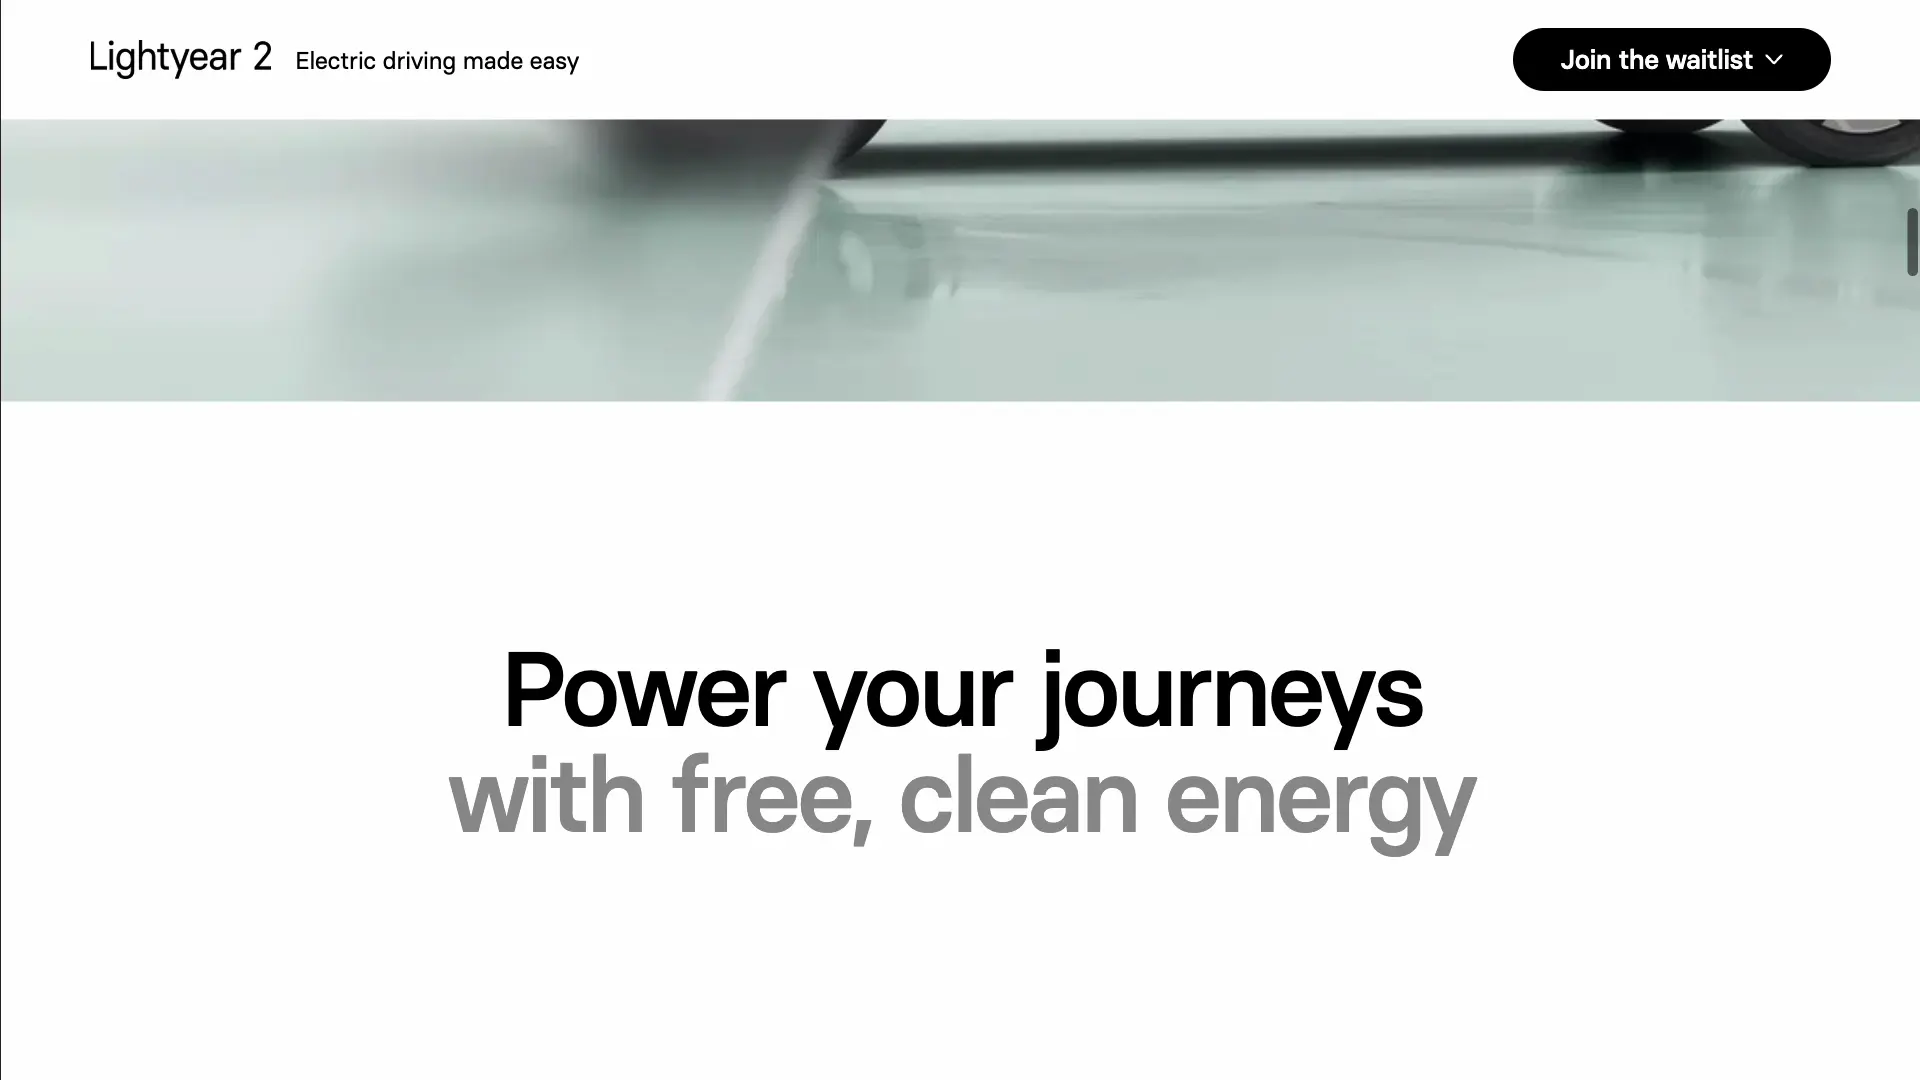 Lightyear 2 Electric driving made easy
Join the waitlist
Power your journeys
with free, clean energy